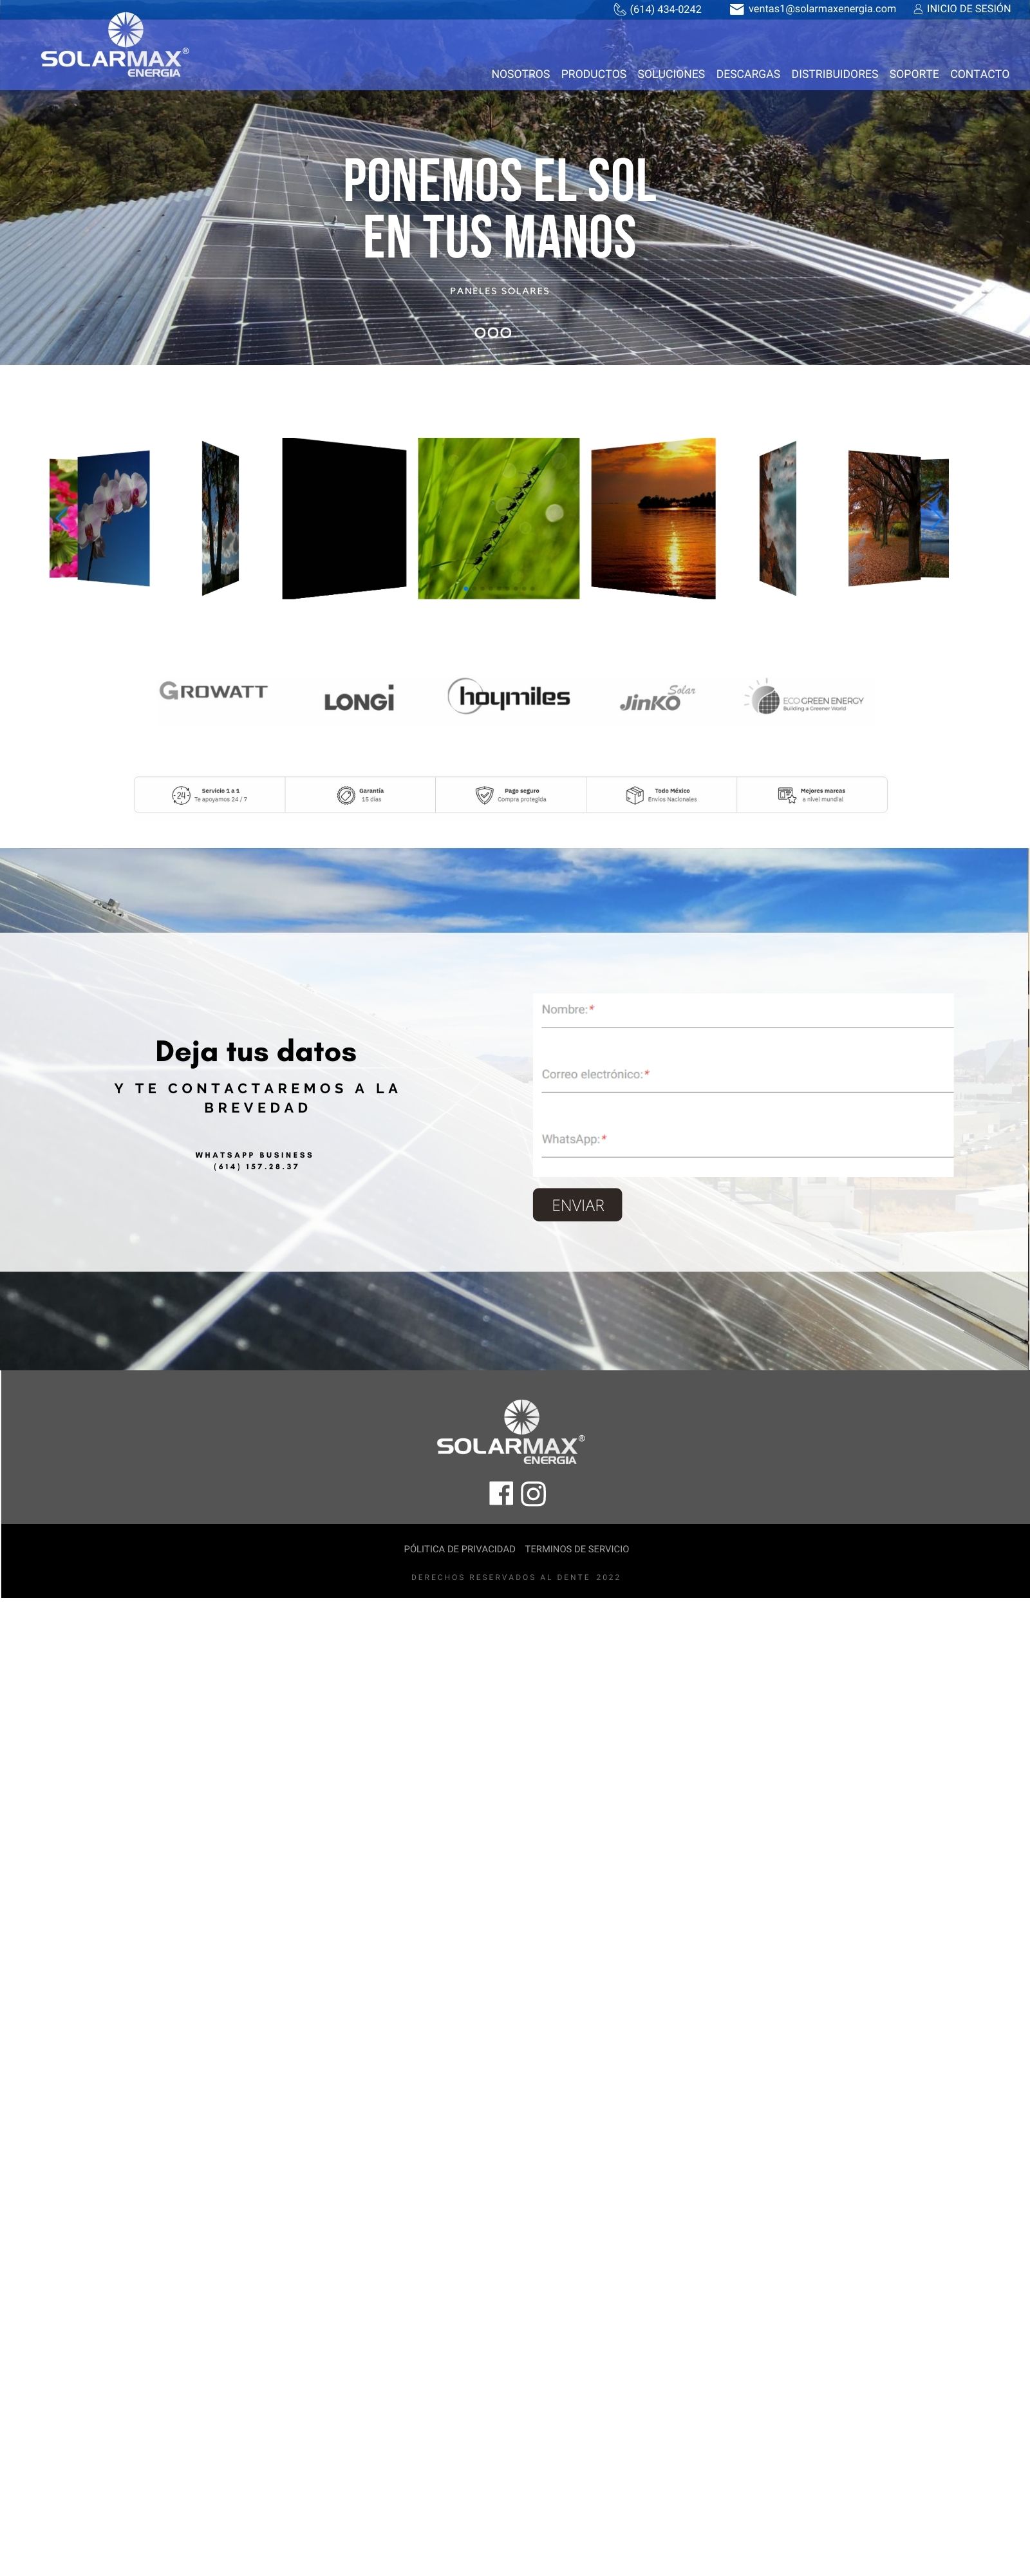 (614) 434-0242
ventas1@solarmaxenergia.com
INICIO DE SESIÓN
SOLARMAX®
ENERGIA
NOSOTROS PRODUCTOS SOLUCIONES DESCARGAS DISTRIBUIDORES SOPORTE CONTACTO
PONEMOS EL SOL
EN TUS MANOS
PANELES SOLARES
GROWATT
LONGi
hoymiles
JinKO Solar
ECO GREEN ENERGY
Building a Greener World
24
Servicio 1 a 1
Te apoyamos 24 / 7
Garantía
15 días
Pago seguro
Compra protegida
Todo México
Envios Nacionales
Mejores marcas
a nivel mundial
Deja tus datos
Y TE CONTACTAREMOS A LA
BREVEDAD
WHATSAPP BUSINESS
(614) 157.28.37
Nombre:*
Correo electrónico:*
WhatsApp:*
ENVIAR
SOLARMAX®
ENERGIA
PÓLITICA DE PRIVACIDAD TERMINOS DE SERVICIO
DERECHOS RESERVADOS AL DENTE 2022